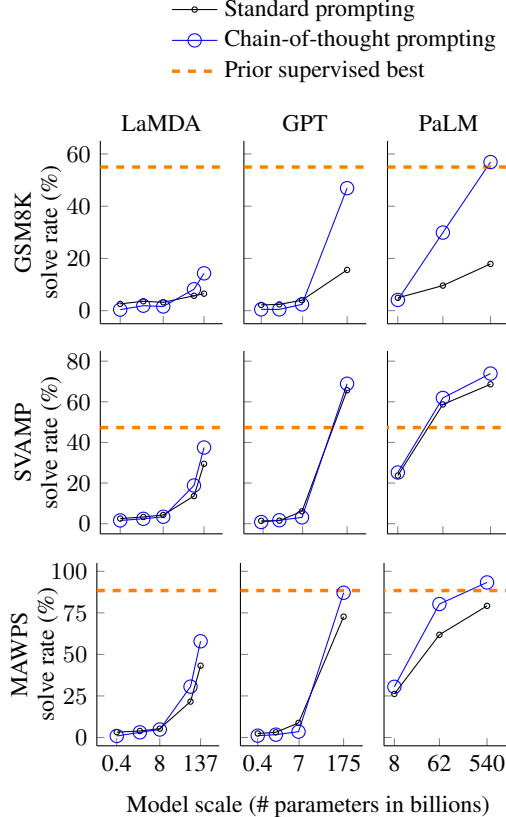 Standard prompting
Chain-of-thought prompting
Prior supervised best
LaMDA GPT PaLM
60
40
20
0
GSM8K
solve rate (%)
80
60
40
20
0
SVAMP
solve rate (%)
100
75
50
25
0
MAWPS
solve rate (%)
0.4 8 137 0.4 7 175 8 62 540
Model scale (# parameters in billions)